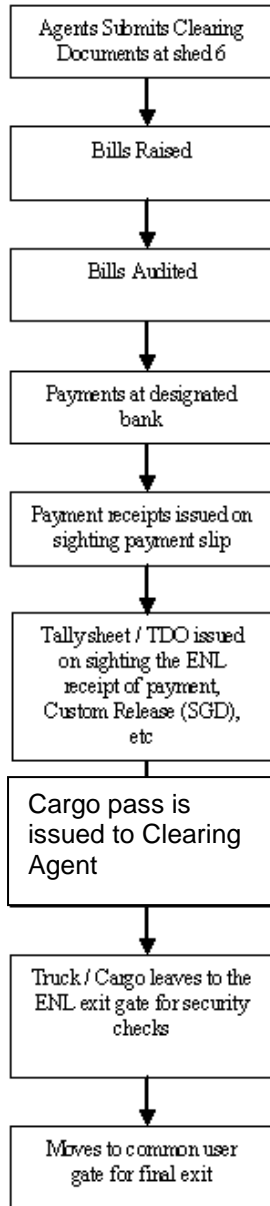 Agents Submits Clearing
Documents at shed 6
Bills Raised
Bills Audited
Payments at designated
bank
Payment receipts issued on
sighting payment slip
Tallysheet / TDO issued
on sighting the ENL
receipt of payment,
Custom Release (SGD),
etc
Cargo pass is
issued to Clearing
Agent
Truck / Cargo leaves to the
ENL exit gate for security
checks
Moves to common user
gate for final exit